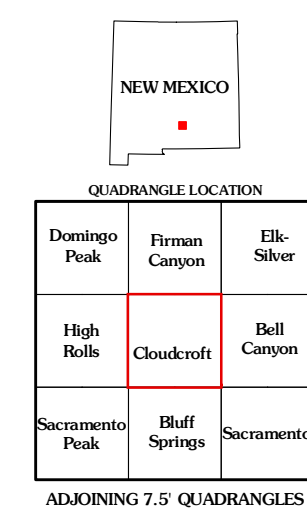 NEW MEXICO
QUADRANGLE LOCATION
Domingo
Peak
Firman
Canyon
Elk-
Silver
High
Rolls
Cloudcroft
Bell
Canyon
Sacramento
Peak
Bluff
Springs
Sacramento
ADJOINING 7.5' QUADRANGLES